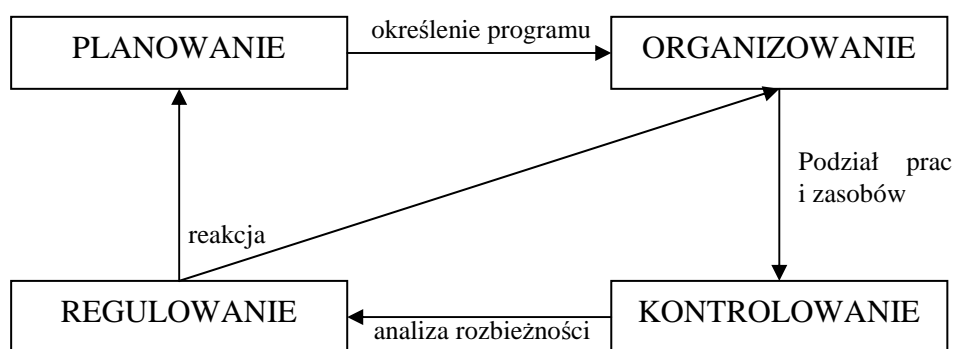 PLANOWANIE
określenie programu
ORGANIZOWANIE
Podział prac
i zasobów
reakcja
REGULOWANIE
analiza rozbieżności
KONTROLOWANIE